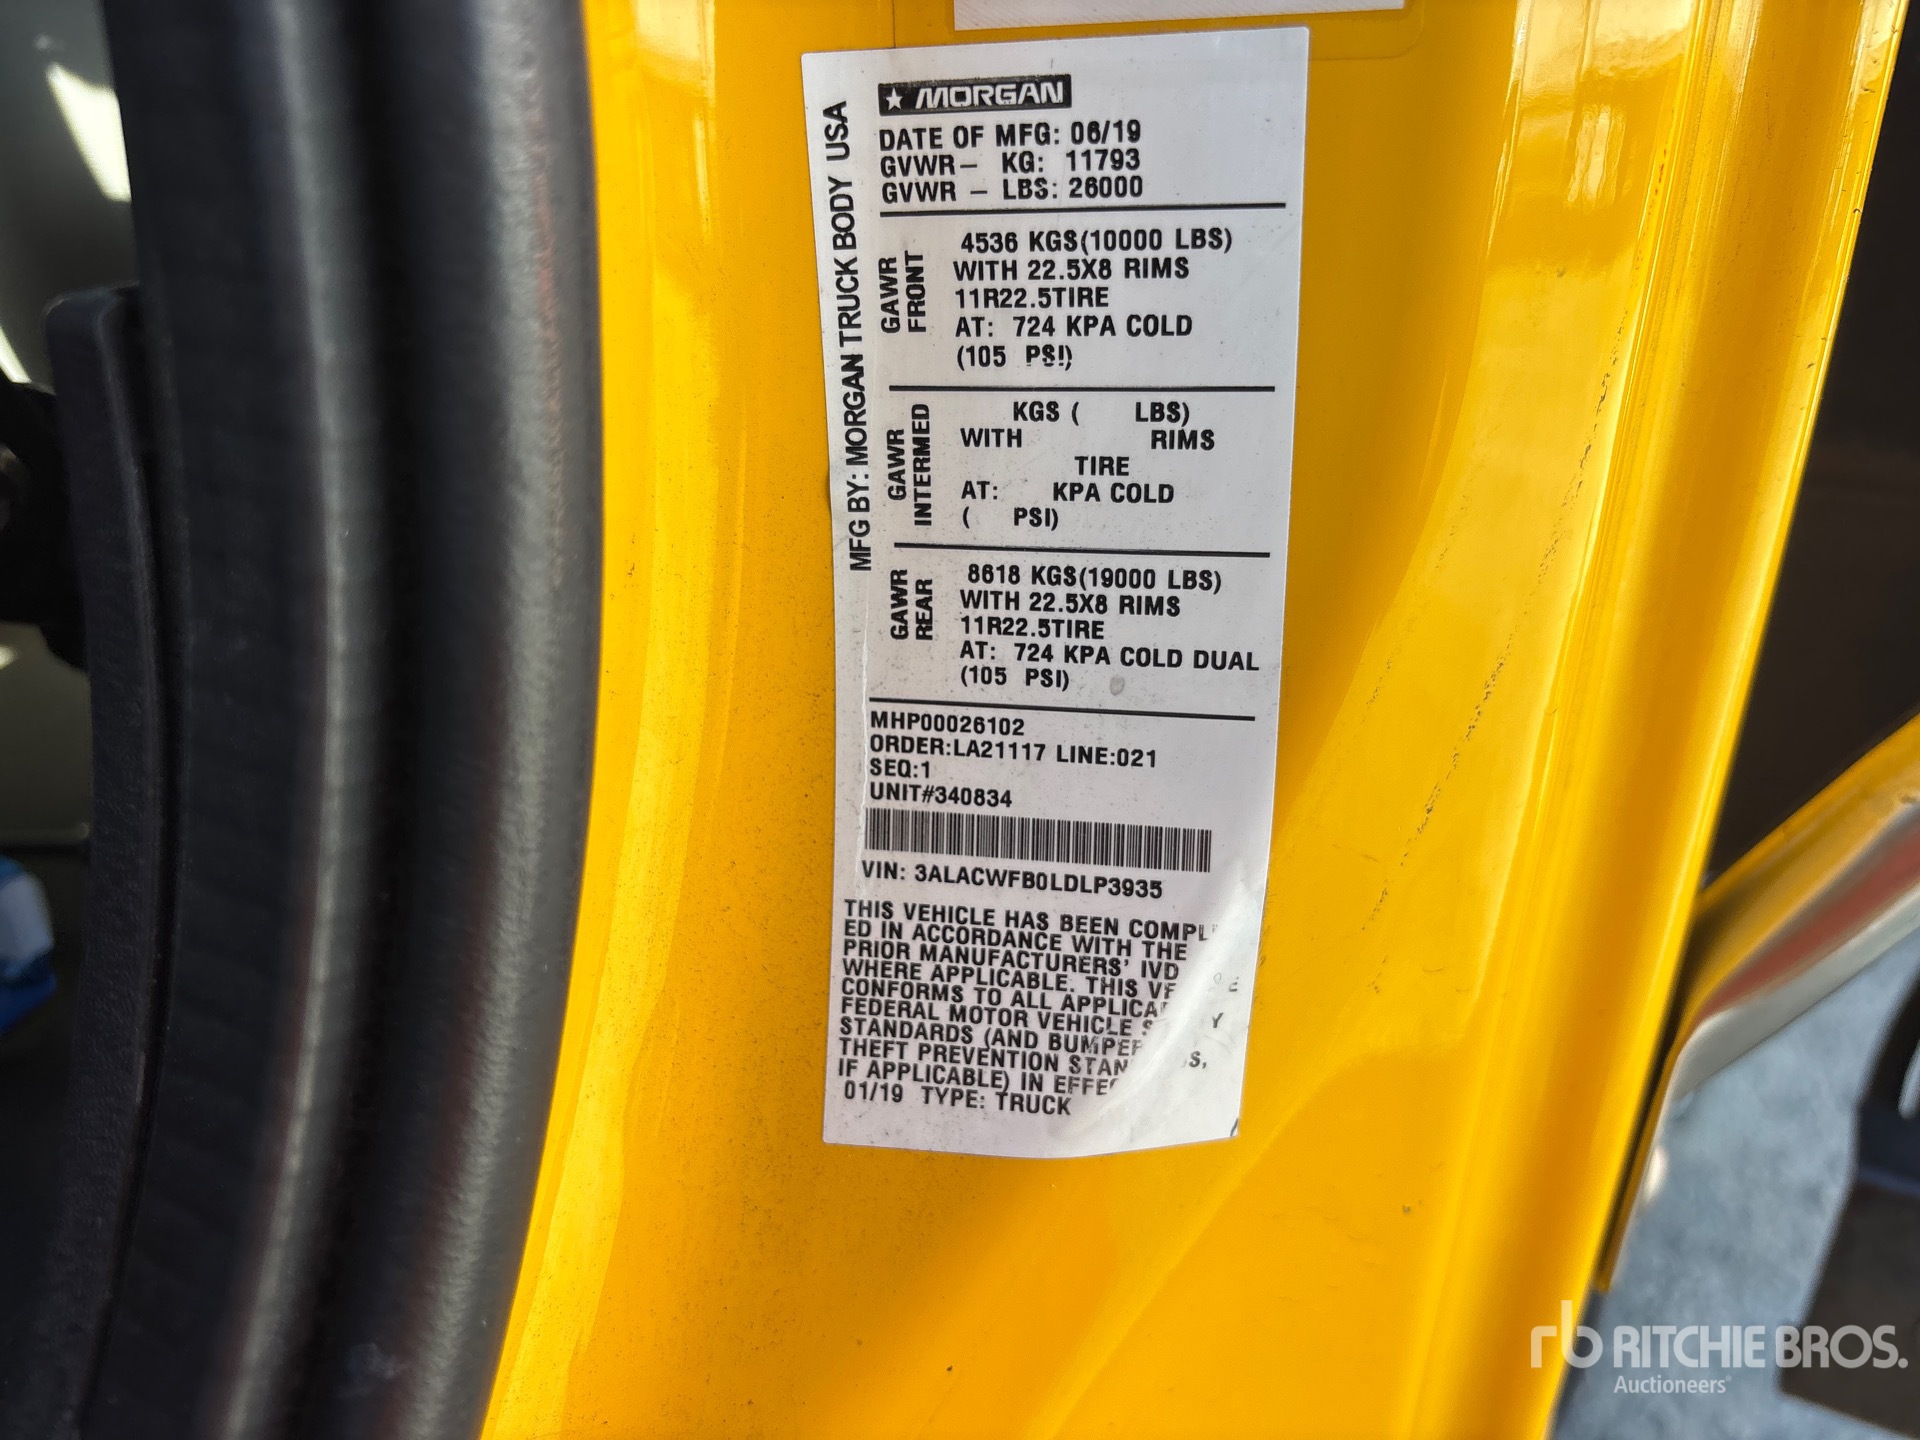 MORGAN
DATE OF MFG: 06/19
GVWR- KG: 11793
GVWR - LBS: 26000
MFG BY: MORGAN TRUCK BODY USA
GAWR FRONT
4536 KGS(10000 LBS)
WITH 22.5X8 RIMS
11R22.5TIRE
AT: 724 KPA COLD
(105 PSI)
GAWR INTERMED
KGS ( LBS)
WITH RIMS
TIRE
AT: KPA COLD
( PSI)
GAWR REAR
8618 KGS(19000 LBS)
WITH 22.5X8 RIMS
11R22.5TIRE
AT: 724 KPA COLD DUAL
(105 PSI)
MHP00026102
ORDER:LA21117 LINE:021
SEQ:1
UNIT#340834
VIN: 3ALACWFB0LDLP3935
THIS VEHICLE HAS BEEN COMPL
ED IN ACCORDANCE WITH THE
PRIOR MANUFACTURERS' IVD
WHERE APPLICABLE. THIS
CONFORMS TO ALL
FEDERAL MOTOR VEHICLE
STANDARDS (AND
THEFT PREVENTION
IF APPLICABLE) IN
01/19 TYPE: TRUCK
rb RITCHIE BROS.
Auctioneers